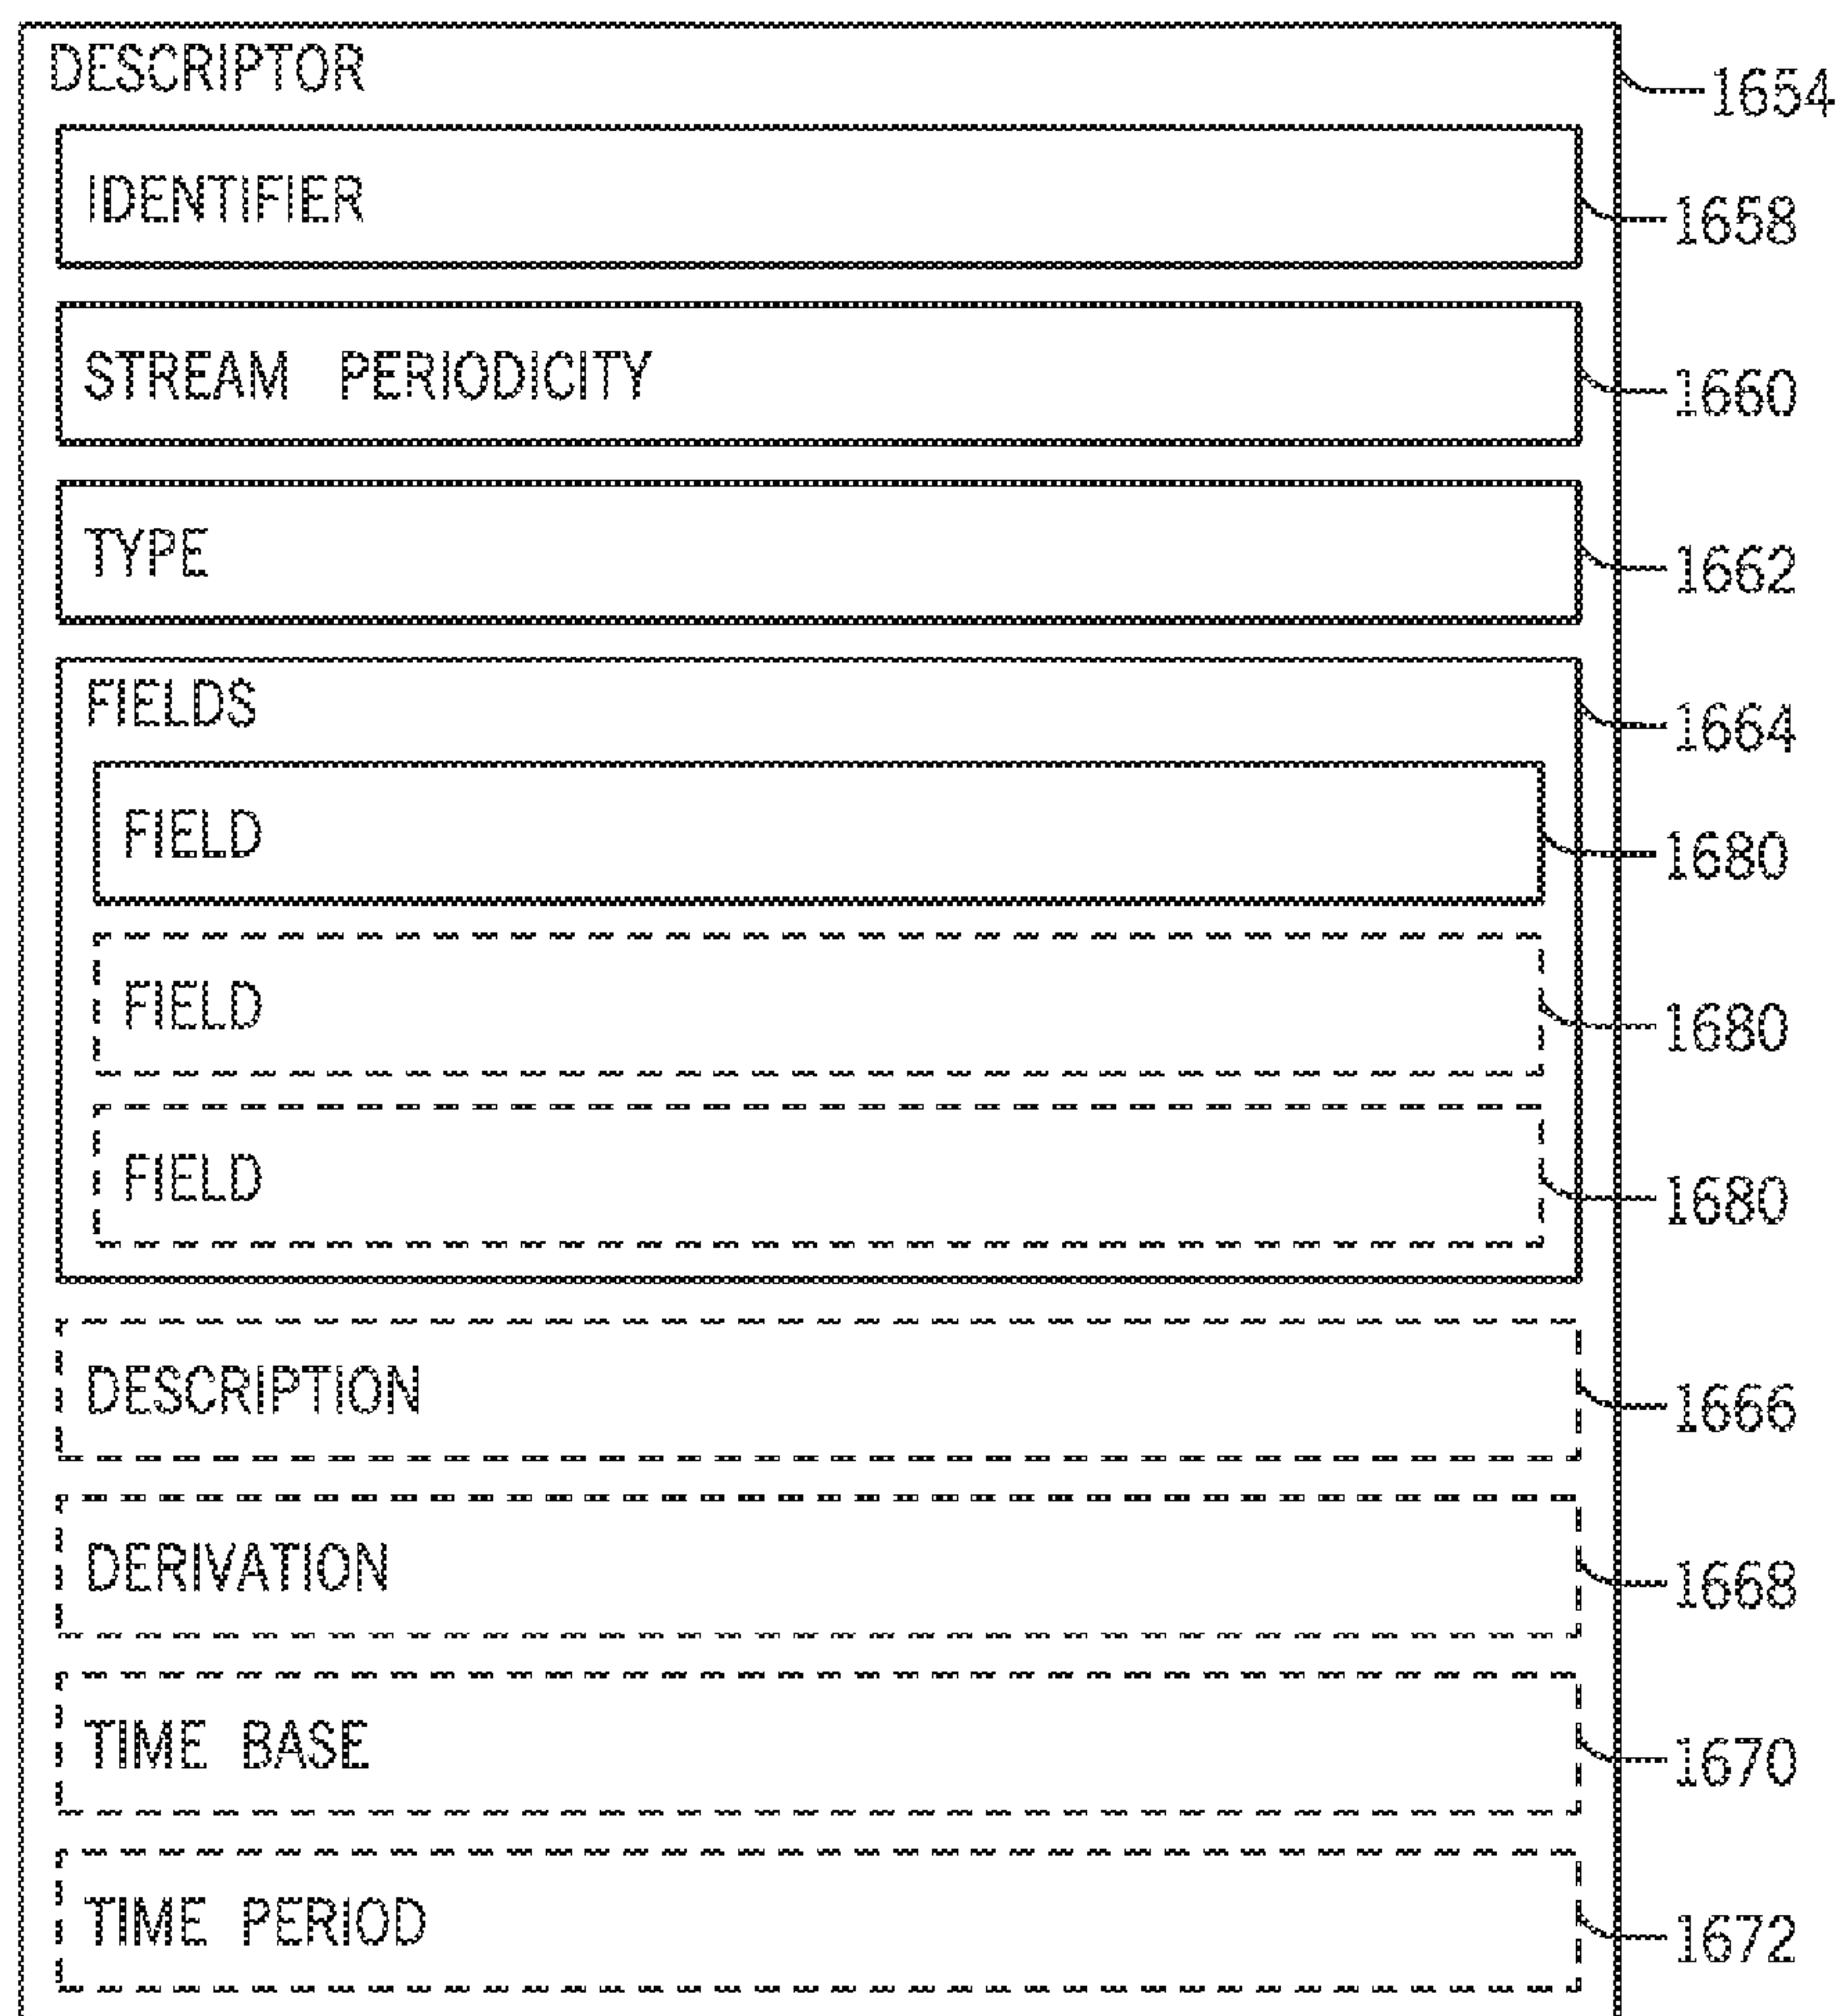 DESCRIPTOR
1654
IDENTIFIER
1658
STREAM PERIODICITY
1660
TYPE
1662
FIELDS
1664
FIELD
1680
FIELD
1680
FIELD
1680
DESCRIPTION
1666
DERIVATION
1668
TIME BASE
1670
TIME PERIOD
1672